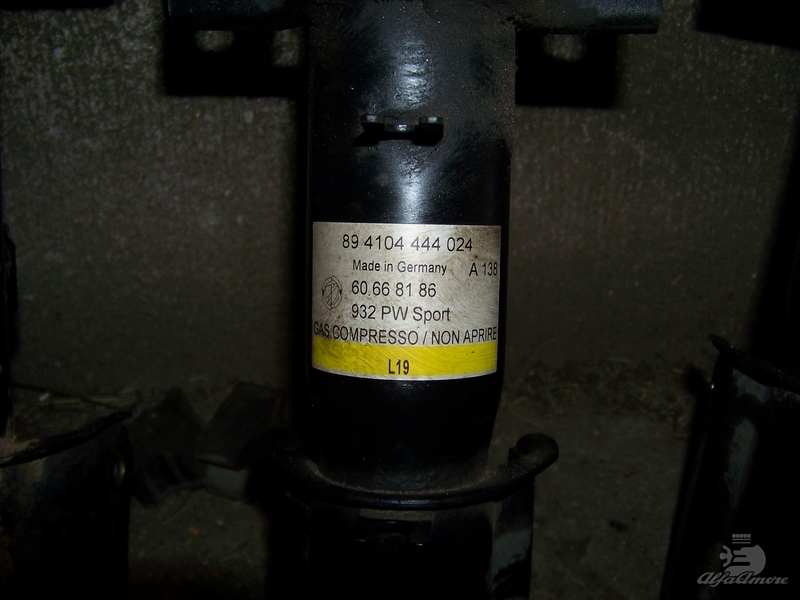 89 4104 444 024
Made in Germany A 138
60 66 81 86
932 PW Sport
GAS COMPRESSO / NON APRIRE
L19
AlfaAmore